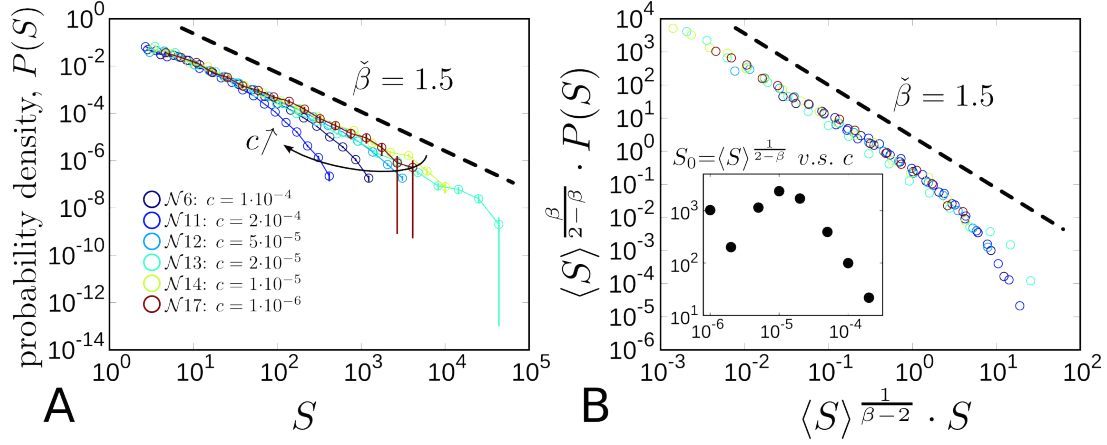 probability density, P(S)
10^0
10^-2
10^-4
10^-6
10^-8
10^-10
10^-12
10^-14
β̌ = 1.5
c↗
𝒩6: c = 1·10^-4
𝒩11: c = 2·10^-4
𝒩12: c = 5·10^-5
𝒩13: c = 2·10^-5
𝒩14: c = 1·10^-5
𝒩17: c = 1·10^-6
10^0 10^1 10^2 10^3 10^4 10^5
A
S
⟨S⟩^{β/(2−β)} · P(S)
10^4
10^3
10^2
10^1
10^0
10^-1
10^-2
10^-3
10^-4
10^-5
10^-6
β̌ = 1.5
S_0=⟨S⟩^{1/(2−β)} v.s. c
10^3
10^2
10^1
10^-6 10^-5 10^-4
10^-3 10^-2 10^-1 10^0 10^1 10^2
B
⟨S⟩^{1/(β−2)} · S